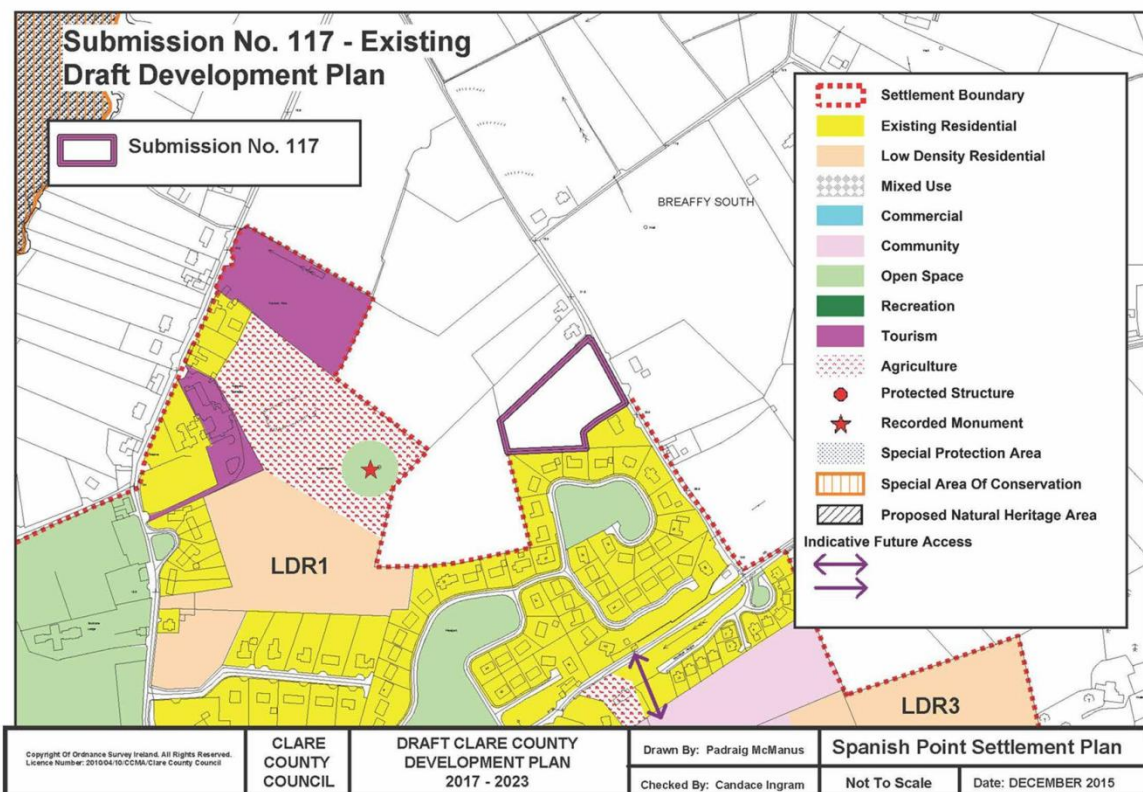 Submission No. 117 - Existing
Draft Development Plan
Submission No. 117
BREAFFY SOUTH
Settlement Boundary
Existing Residential
Low Density Residential
Mixed Use
Commercial
Community
Open Space
Recreation
Tourism
Agriculture
Protected Structure
Recorded Monument
Special Protection Area
Special Area Of Conservation
Proposed Natural Heritage Area
Indicative Future Access
LDR1
LDR3
Copyright Of Ordnance Survey Ireland. All Rights Reserved.
Licence Number: 2010/04/10/CCMA/Clare County Council
CLARE
COUNTY
COUNCIL
DRAFT CLARE COUNTY
DEVELOPMENT PLAN
2017 - 2023
Drawn By: Padraig McManus
Checked By: Candace Ingram
Spanish Point Settlement Plan
Not To Scale
Date: DECEMBER 2015